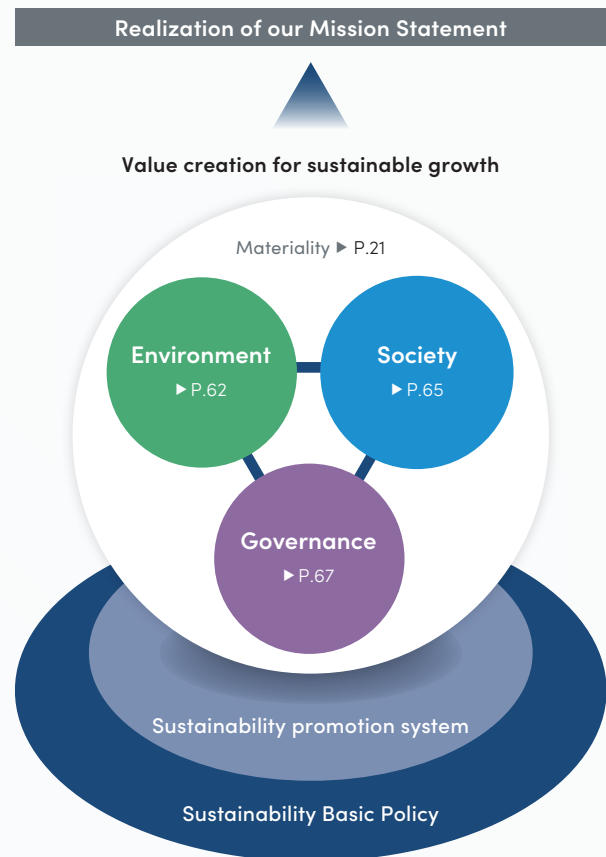 Realization of our Mission Statement
Value creation for sustainable growth
Materiality ▶ P.21
Environment
▶ P.62
Society
▶ P.65
Governance
▶ P.67
Sustainability promotion system
Sustainability Basic Policy